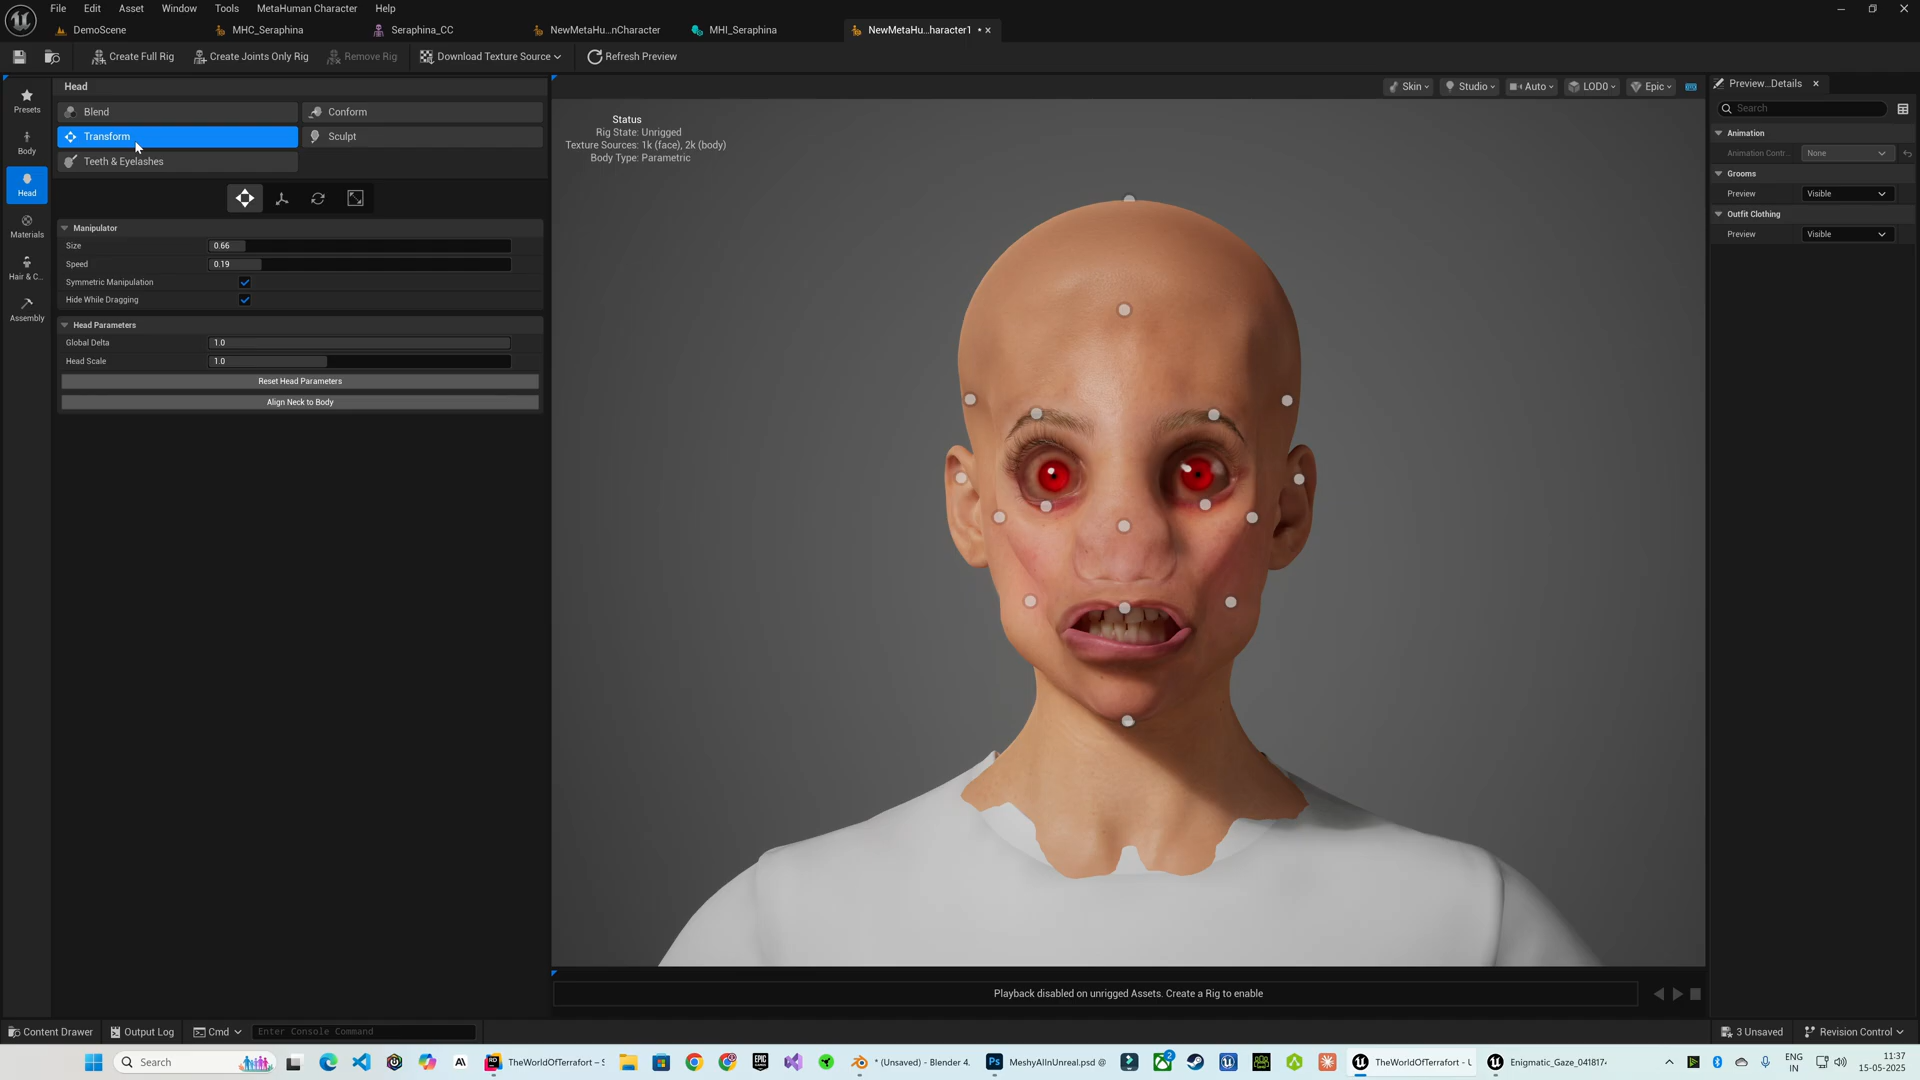 File Edit Asset Window Tools MetaHuman Character Help
DemoScene MHC_Seraphina Seraphina_CC NewMetaHu...nCharacter MHI_Seraphina NewMetaHu...haracter1 •
Create Full Rig Create Joints Only Rig Remove Rig Download Texture Source Refresh Preview
Presets
Body
Head
Materials
Hair & C...
Assembly
Head
Blend Conform
Transform Sculpt
Teeth & Eyelashes
Manipulator
Size 0.66
Speed 0.19
Symmetric Manipulation
Hide While Dragging
Head Parameters
Global Delta 1.0
Head Scale 1.0
Reset Head Parameters
Align Neck to Body
Skin Studio Auto LOD0 Epic
Status
Rig State: Unrigged
Texture Sources: 1k (face), 2k (body)
Body Type: Parametric
Playback disabled on unrigged Assets. Create a Rig to enable
Preview...Details
Search
Animation
Animation Contr... None
Grooms
Preview Visible
Outfit Clothing
Preview Visible
Content Drawer Output Log Cmd Enter Console Command 3 Unsaved Revision Control
Search TheWorldOfTerrafort – S * (Unsaved) - Blender 4. MeshyAIInUnreal.psd @ 2 TheWorldOfTerrafort - U Enigmatic_Gaze_041817
ENG
IN
11:37
15-05-2025